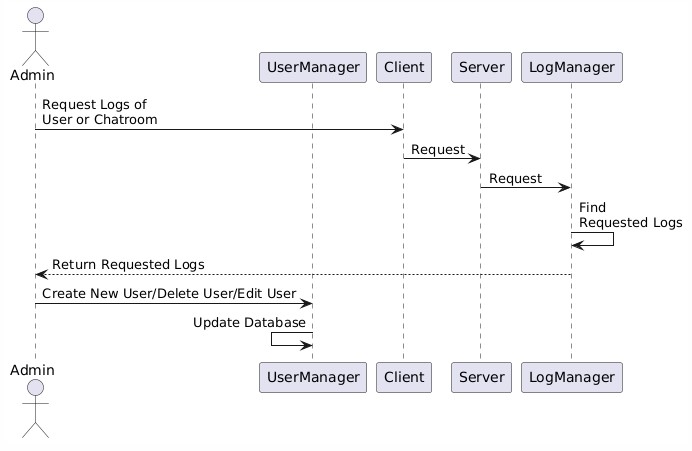 Admin
UserManager
Client
Server
LogManager
Request Logs of
User or Chatroom
Request
Request
Find
Requested Logs
Return Requested Logs
Create New User/Delete User/Edit User
Update Database
Admin
UserManager
Client
Server
LogManager